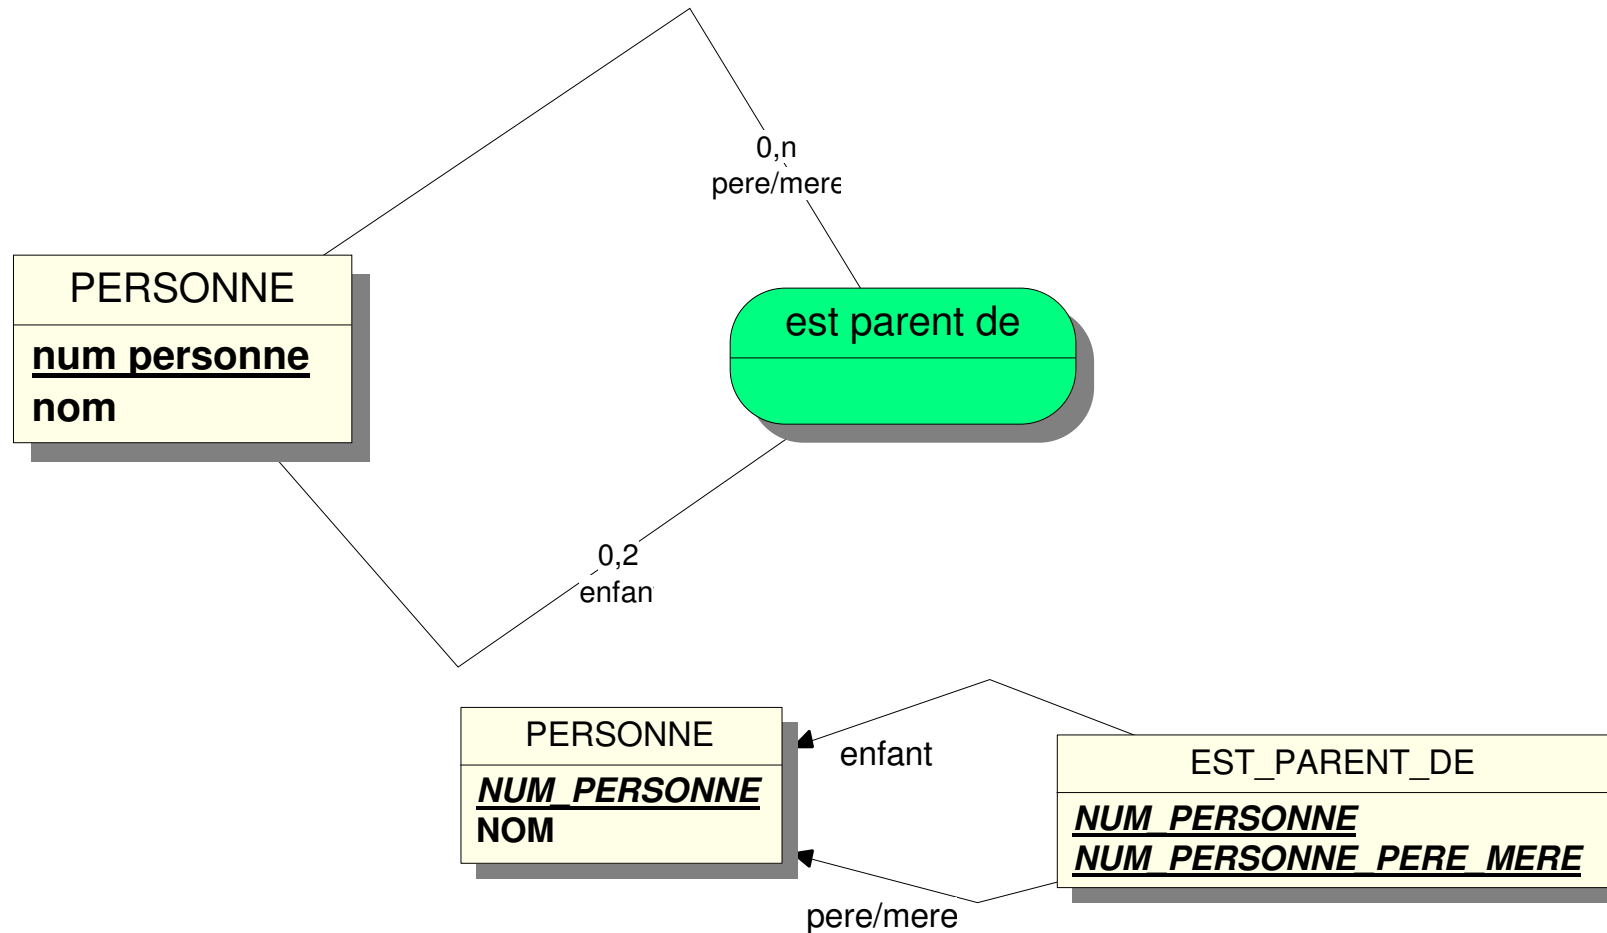 0,n
pere/mere
PERSONNE
num personne
nom
est parent de
0,2
enfan
PERSONNE
NUM_PERSONNE
NOM
enfant
EST_PARENT_DE
NUM_PERSONNE
NUM_PERSONNE_PERE_MERE
pere/mere